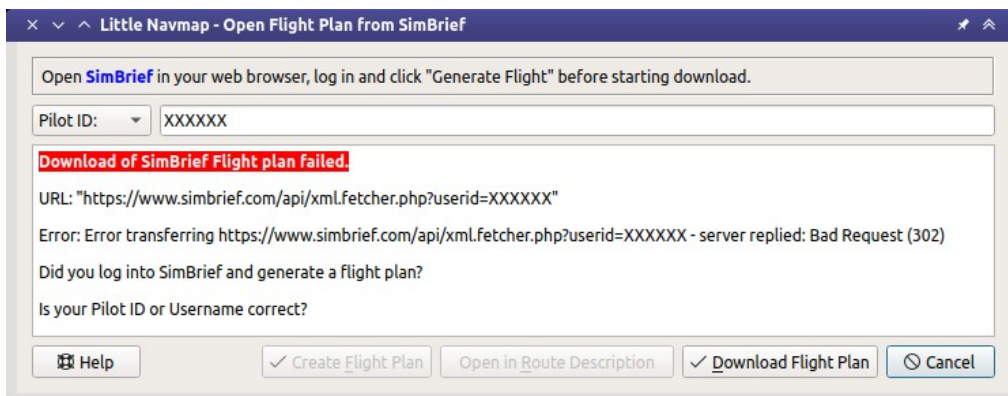 Little Navmap - Open Flight Plan from SimBrief
Open SimBrief in your web browser, log in and click "Generate Flight" before starting download.
Pilot ID: XXXXXX
Download of SimBrief Flight plan failed.
URL: "https://www.simbrief.com/api/xml.fetcher.php?userid=XXXXXX"
Error: Error transferring https://www.simbrief.com/api/xml.fetcher.php?userid=XXXXXX - server replied: Bad Request (302)
Did you log into SimBrief and generate a flight plan?
Is your Pilot ID or Username correct?
Help Create Flight Plan Open in Route Description Download Flight Plan Cancel